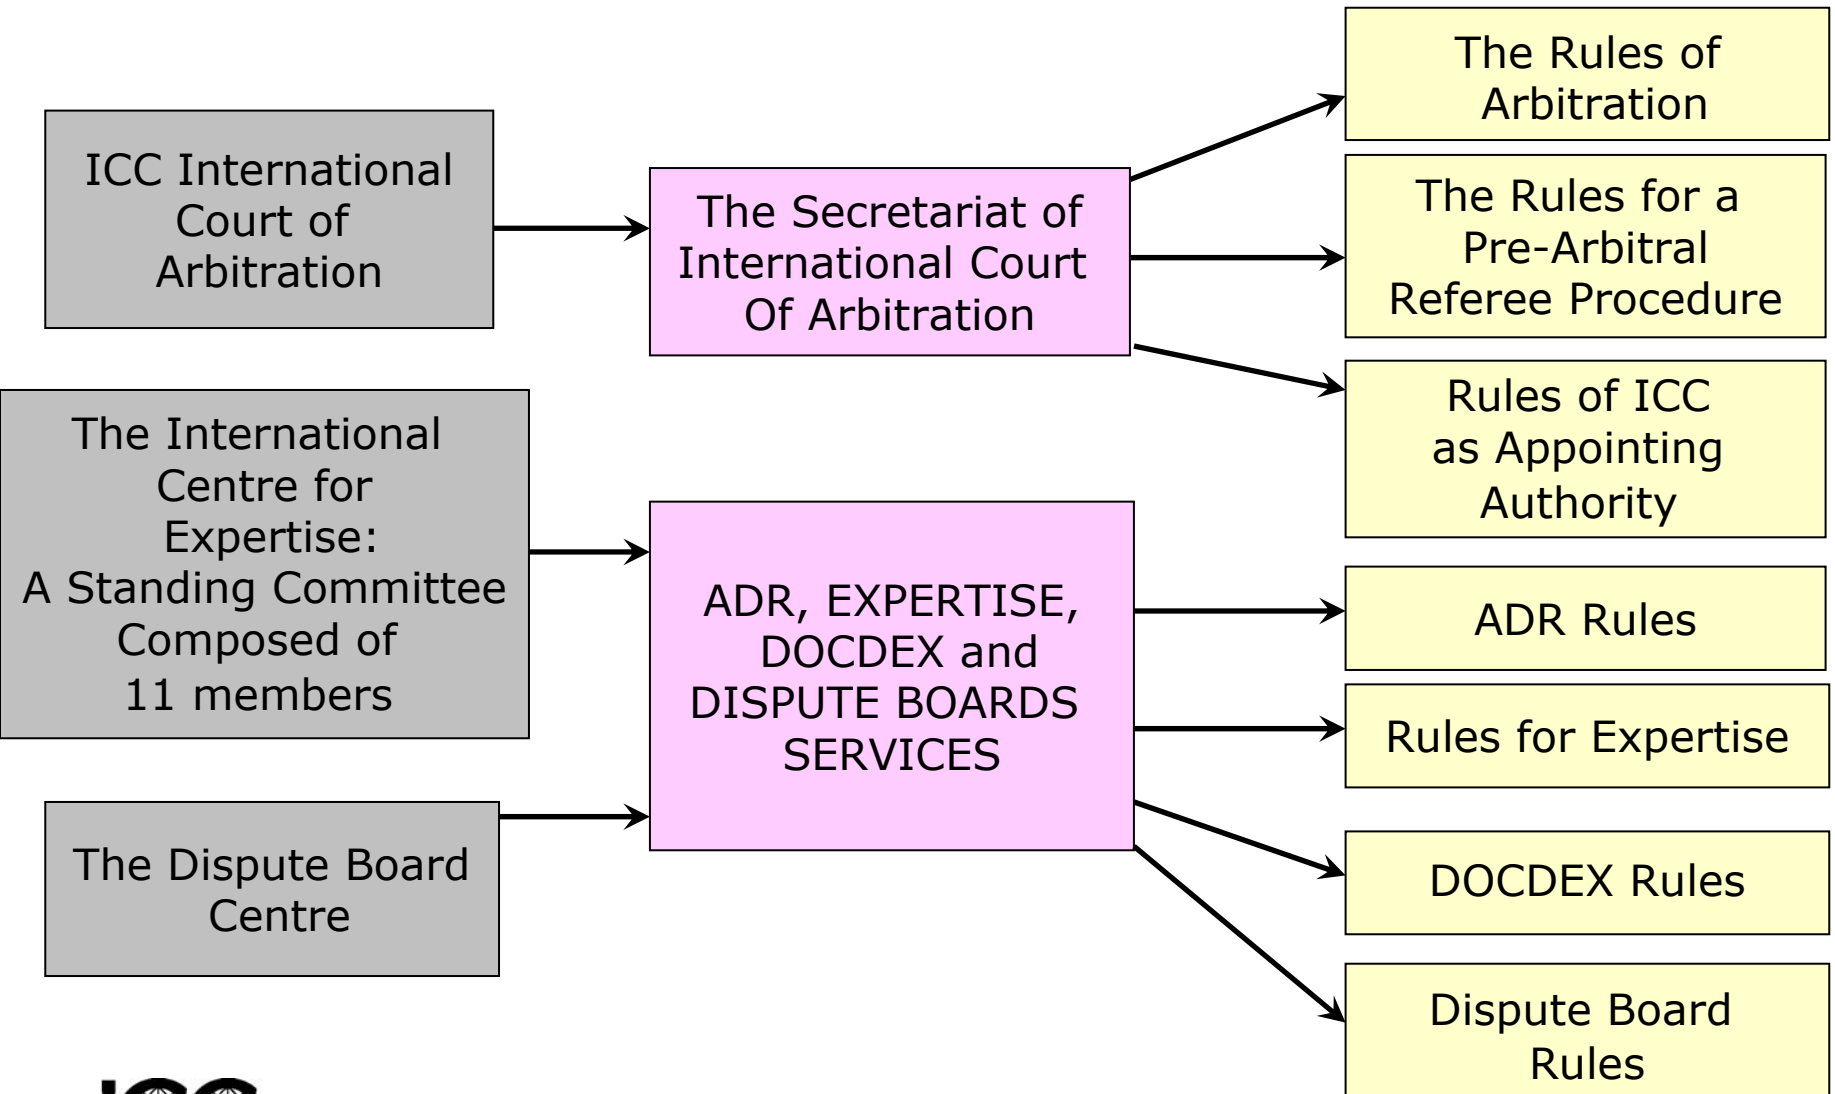 ICC International
Court of
Arbitration
The International
Centre for
Expertise:
A Standing Committee
Composed of
11 members
The Dispute Board
Centre
The Secretariat of
International Court
Of Arbitration
ADR, EXPERTISE,
DOCDEX and
DISPUTE BOARDS
SERVICES
The Rules of
Arbitration
The Rules for a
Pre-Arbitral
Referee Procedure
Rules of ICC
as Appointing
Authority
ADR Rules
Rules for Expertise
DOCDEX Rules
Dispute Board
Rules